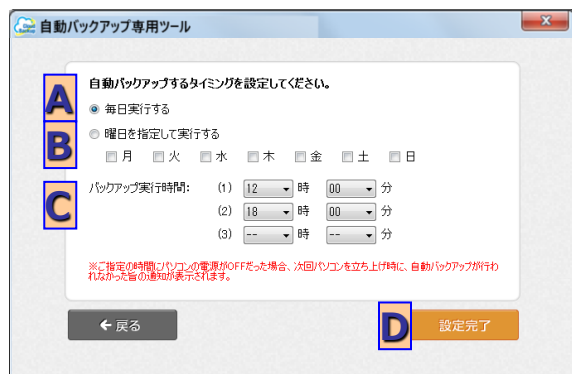 自動バックアップ専用ツール
自動バックアップするタイミングを設定してください。
A
毎日実行する
B
曜日を指定して実行する
月 火 水 木 金 土 日
C
バックアップ実行時間: (1) 12 時 00 分
(2) 18 時 00 分
(3) -- 時 -- 分
※ご指定の時間にパソコンの電源がOFFだった場合、次回パソコンを立ち上げ時に、自動バックアップが行わ
れなかった旨の通知が表示されます。
戻る
D
設定完了